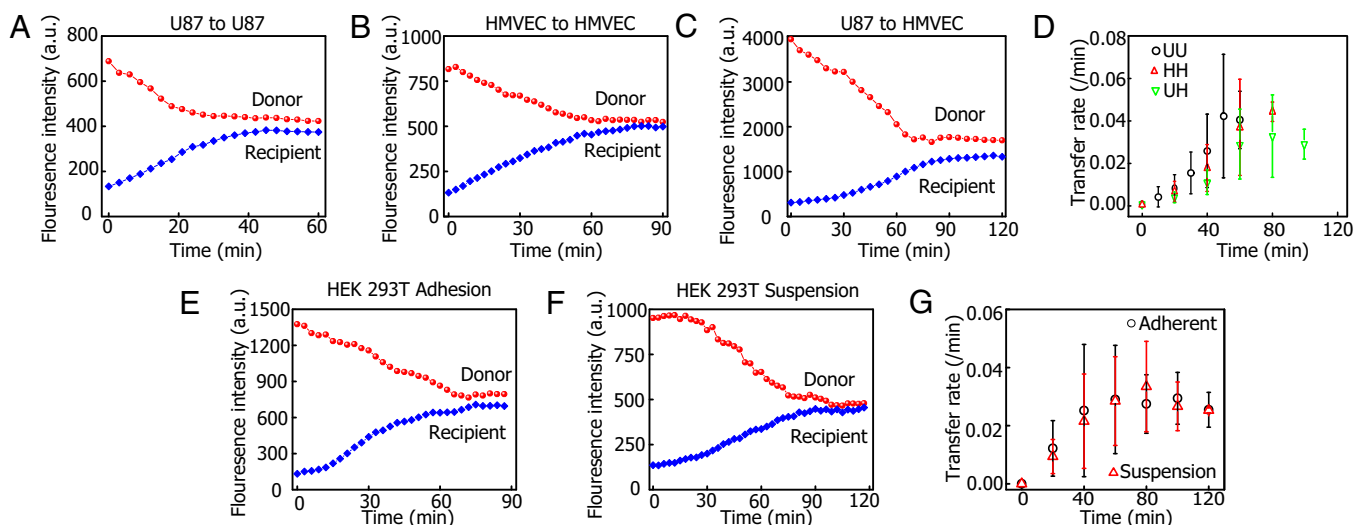 A
U87 to U87
Flouresence intensity (a.u.)
800
600
400
200
0
Donor
Recipient
0 20 40 60
Time (min)
B
HMVEC to HMVEC
Flouresence intensity (a.u.)
1000
750
500
250
0
Donor
Recipient
0 30 60 90
Time (min)
C
U87 to HMVEC
Flouresence intensity (a.u.)
4000
3000
2000
1000
0
Donor
Recipient
0 30 60 90 120
Time (min)
D
Transfer rate (/min)
0.08
0.06
0.04
0.02
0.00
UU
HH
UH
0 40 80 120
Time (min)
E
HEK 293T Adhesion
Flouresence intensity (a.u.)
1500
1200
900
600
300
0
Donor
Recipient
0 30 60 90
Time (min)
F
HEK 293T Suspension
Flouresence intensity (a.u.)
1000
750
500
250
0
Donor
Recipient
0 30 60 90 120
Time (min)
G
Transfer rate (/min)
0.06
0.04
0.02
0.00
Adherent
Suspension
0 40 80 120
Time (min)